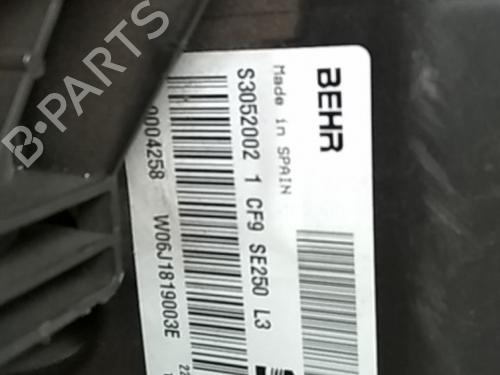 BEHR
Made in SPAIN
S3052002 1 CF9 SE250 L3
0004258 W06J1819003E
B-PARTS